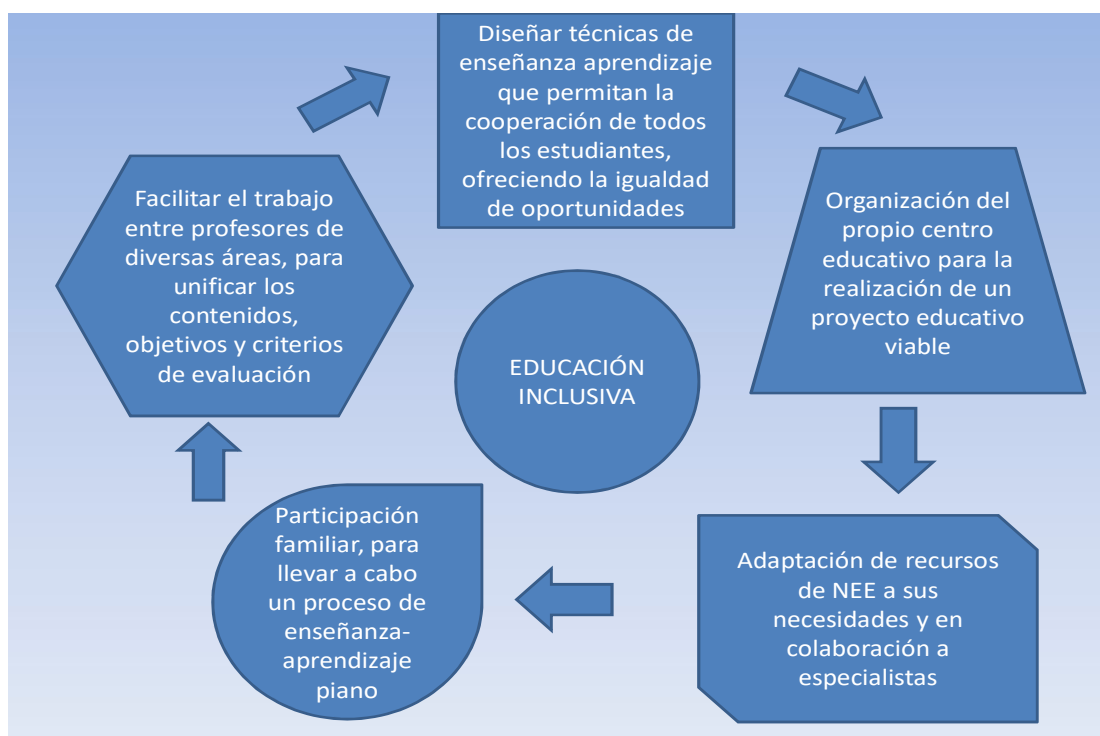 Diseñar técnicas de
enseñanza aprendizaje
que permitan la
cooperación de todos
los estudiantes,
ofreciendo la igualdad
de oportunidades
Organización del
propio centro
educativo para la
realización de un
proyecto educativo
viable
Adaptación de recursos
de NEE a sus
necesidades y en
colaboración a
especialistas
Participación
familiar, para
llevar a cabo
un proceso de
enseñanza-
aprendizaje
piano
Facilitar el trabajo
entre profesores de
diversas áreas, para
unificar los
contenidos,
objetivos y criterios
de evaluación
EDUCACIÓN
INCLUSIVA